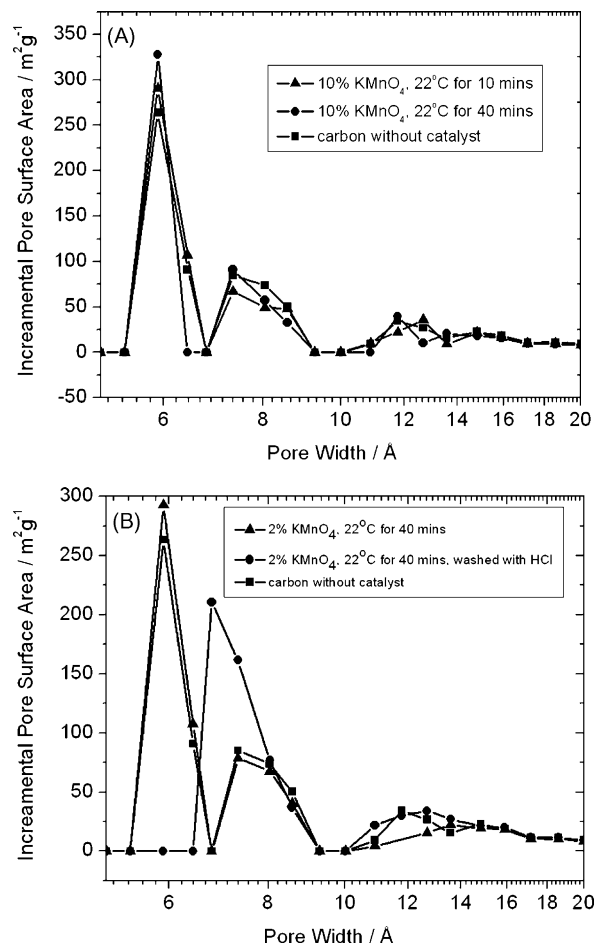 (A)
Increamental Pore Surface Area / m²g⁻¹
350
300
250
200
150
100
50
0
-50
10% KMnO₄, 22°C for 10 mins
10% KMnO₄, 22°C for 40 mins
carbon without catalyst
6 8 10 12 14 16 18 20
Pore Width / Å
(B)
Increamental Pore Surface Area / m²g⁻¹
300
250
200
150
100
50
0
2% KMnO₄, 22°C for 40 mins
2% KMnO₄, 22°C for 40 mins, washed with HCl
carbon without catalyst
6 8 10 12 14 16 18 20
Pore Width / Å